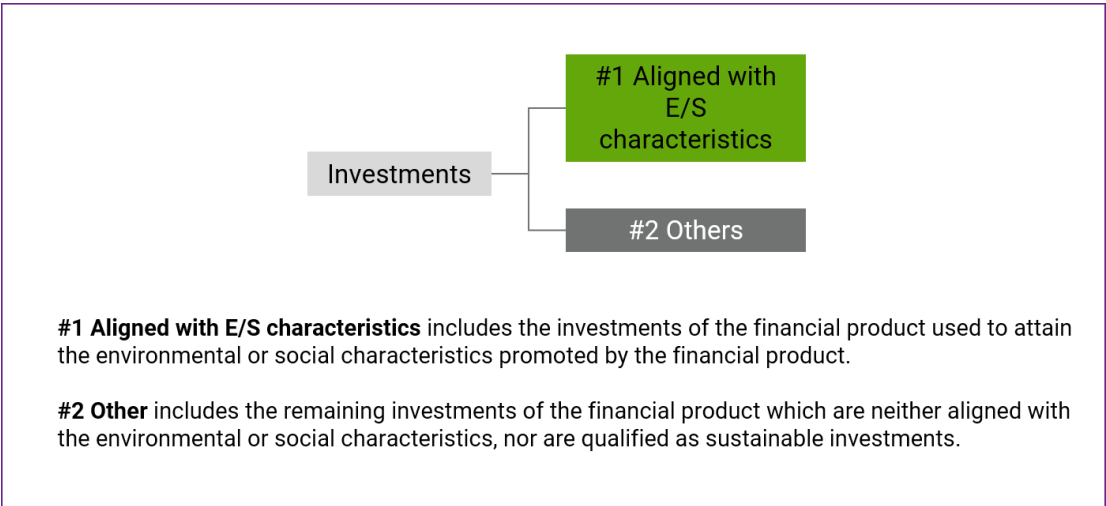 #1 Aligned with
E/S
characteristics
Investments
#2 Others
#1 Aligned with E/S characteristics includes the investments of the financial product used to attain
the environmental or social characteristics promoted by the financial product.
#2 Other includes the remaining investments of the financial product which are neither aligned with
the environmental or social characteristics, nor are qualified as sustainable investments.